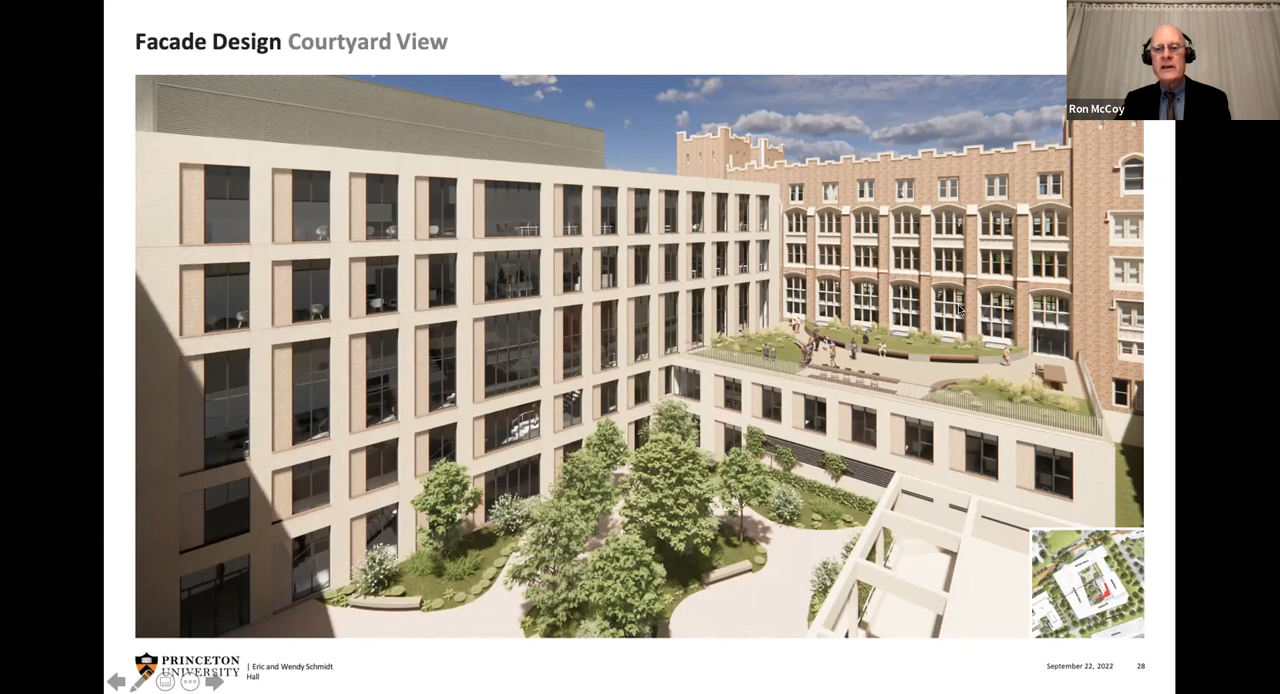 Facade Design Courtyard View
Ron McCoy
PRINCETON
UNIVERSITY
| Eric and Wendy Schmidt
Hall
September 22, 2022
28